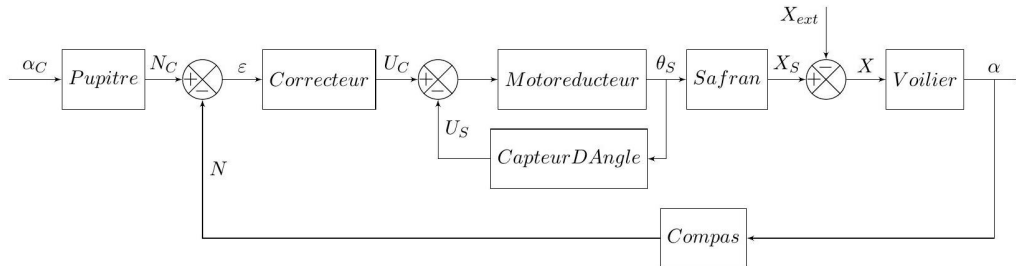 X_ext
α_C
Pupitre
N_C
+
−
ε
Correcteur
U_C
+
−
Motoreducteur
θ_S
Safran
X_S
+
−
X
Voilier
α
U_S
CapteurDAngle
N
Compas